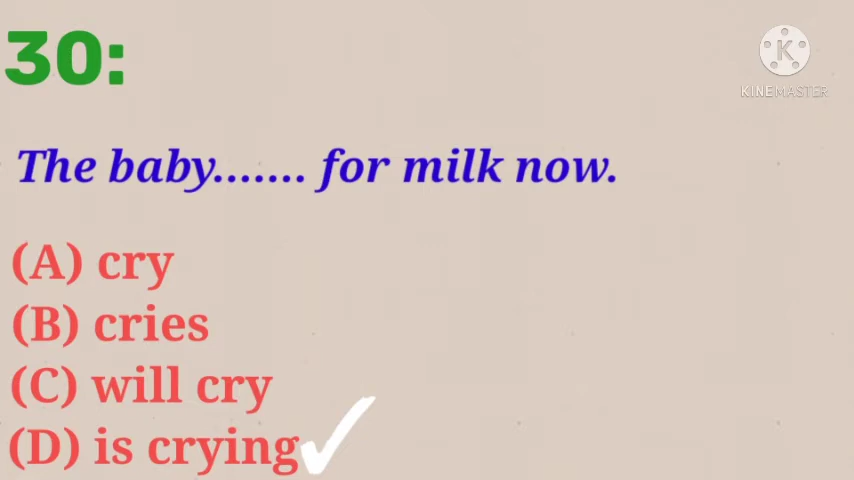 30:
KINEMASTER
The baby....... for milk now.
(A) cry
(B) cries
(C) will cry
(D) is crying✓